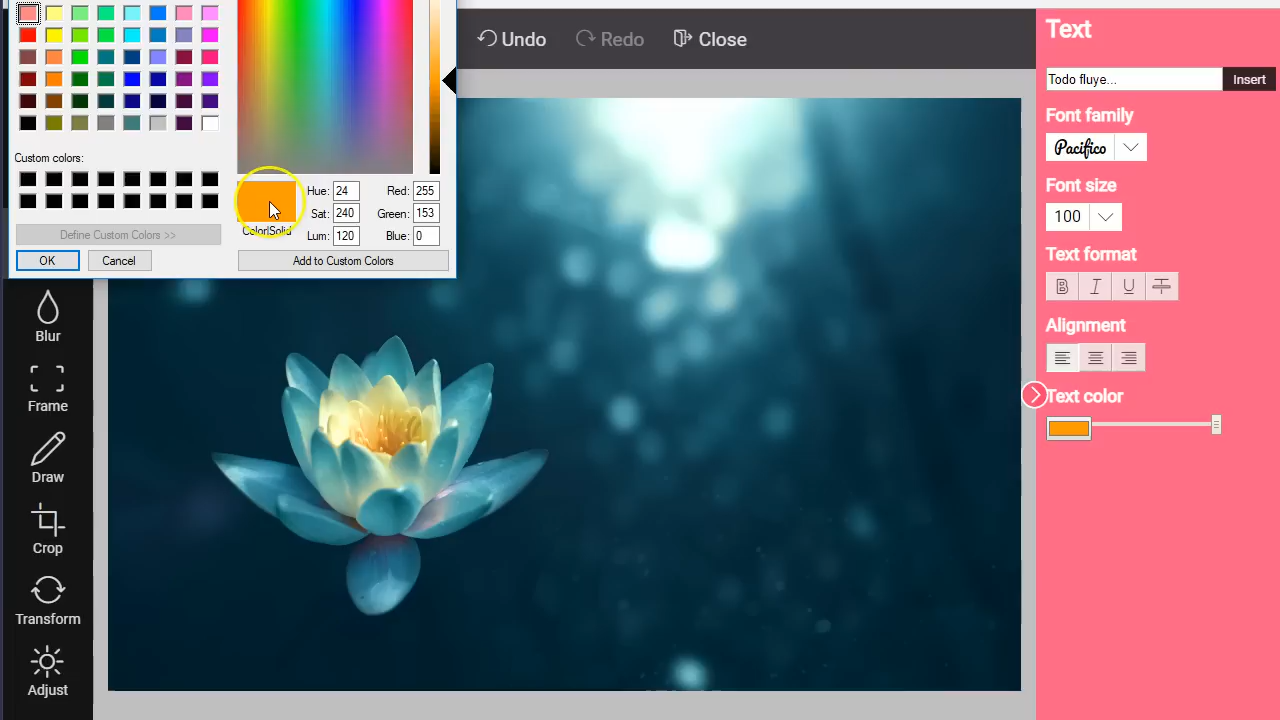 Undo
Redo
Close
Text
Todo fluye...
Insert
Font family
Pacifico
Font size
100
Text format
B I U T
Alignment
Text color
Custom colors:
Define Custom Colors >>
OK
Cancel
Color|Solid
Hue: 24
Sat: 240
Lum: 120
Red: 255
Green: 153
Blue: 0
Add to Custom Colors
Blur
Frame
Draw
Crop
Transform
Adjust